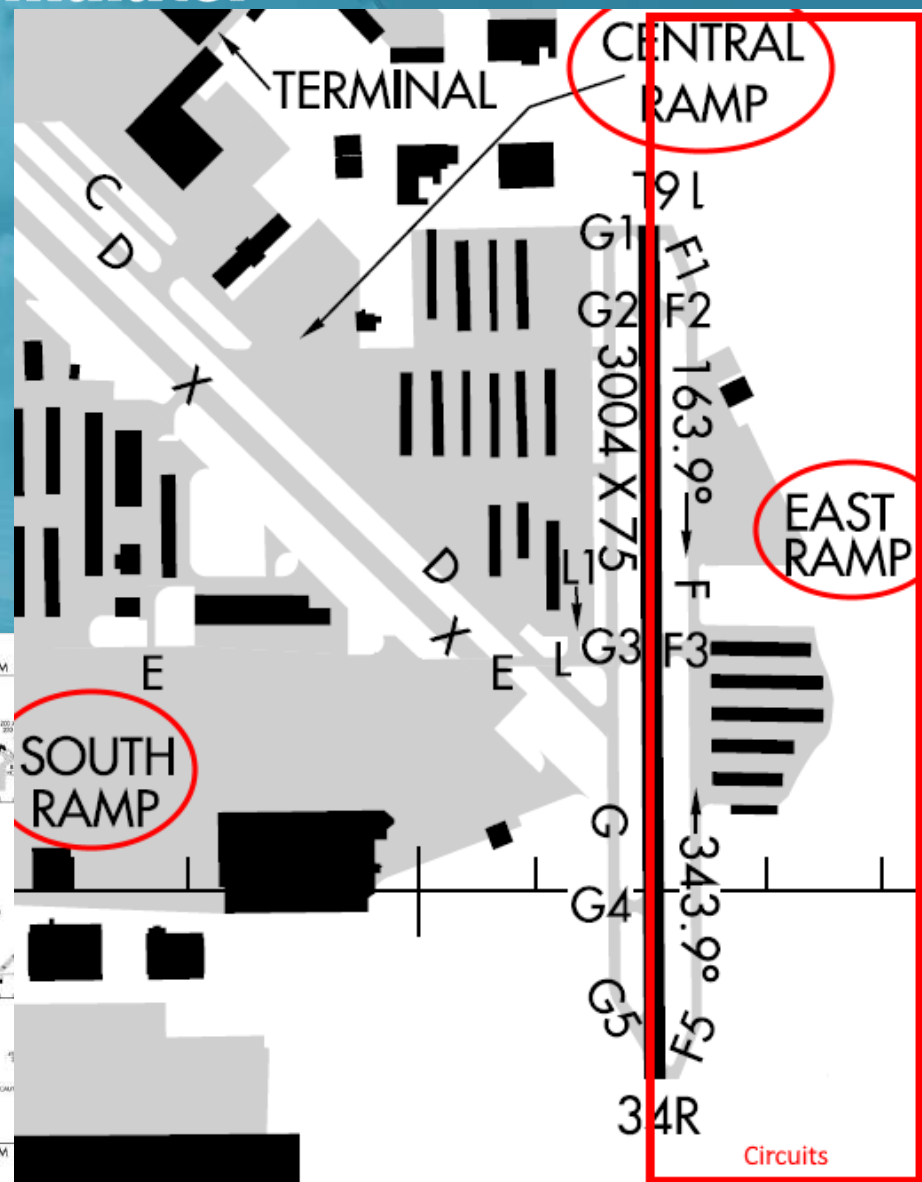 CENTRAL
RAMP
TERMINAL
16L
C
D
G1
F1
G2
F2
3004 X 75
163.9°
X
EAST
RAMP
D
L1
F
X
G3
F3
L
E
E
SOUTH
RAMP
G
343.9°
G4
G5
F5
34R
Circuits